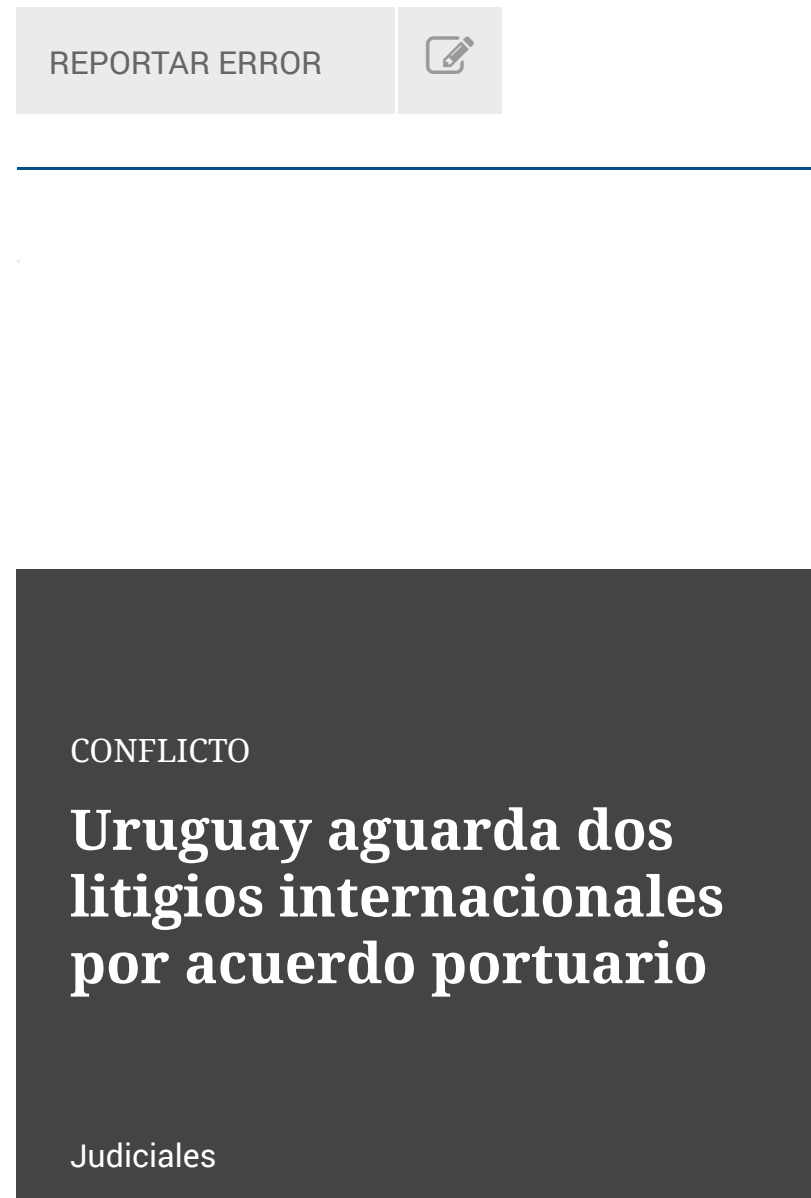 REPORTAR ERROR
CONFLICTO
Uruguay aguarda dos
litigios internacionales
por acuerdo portuario
Judiciales